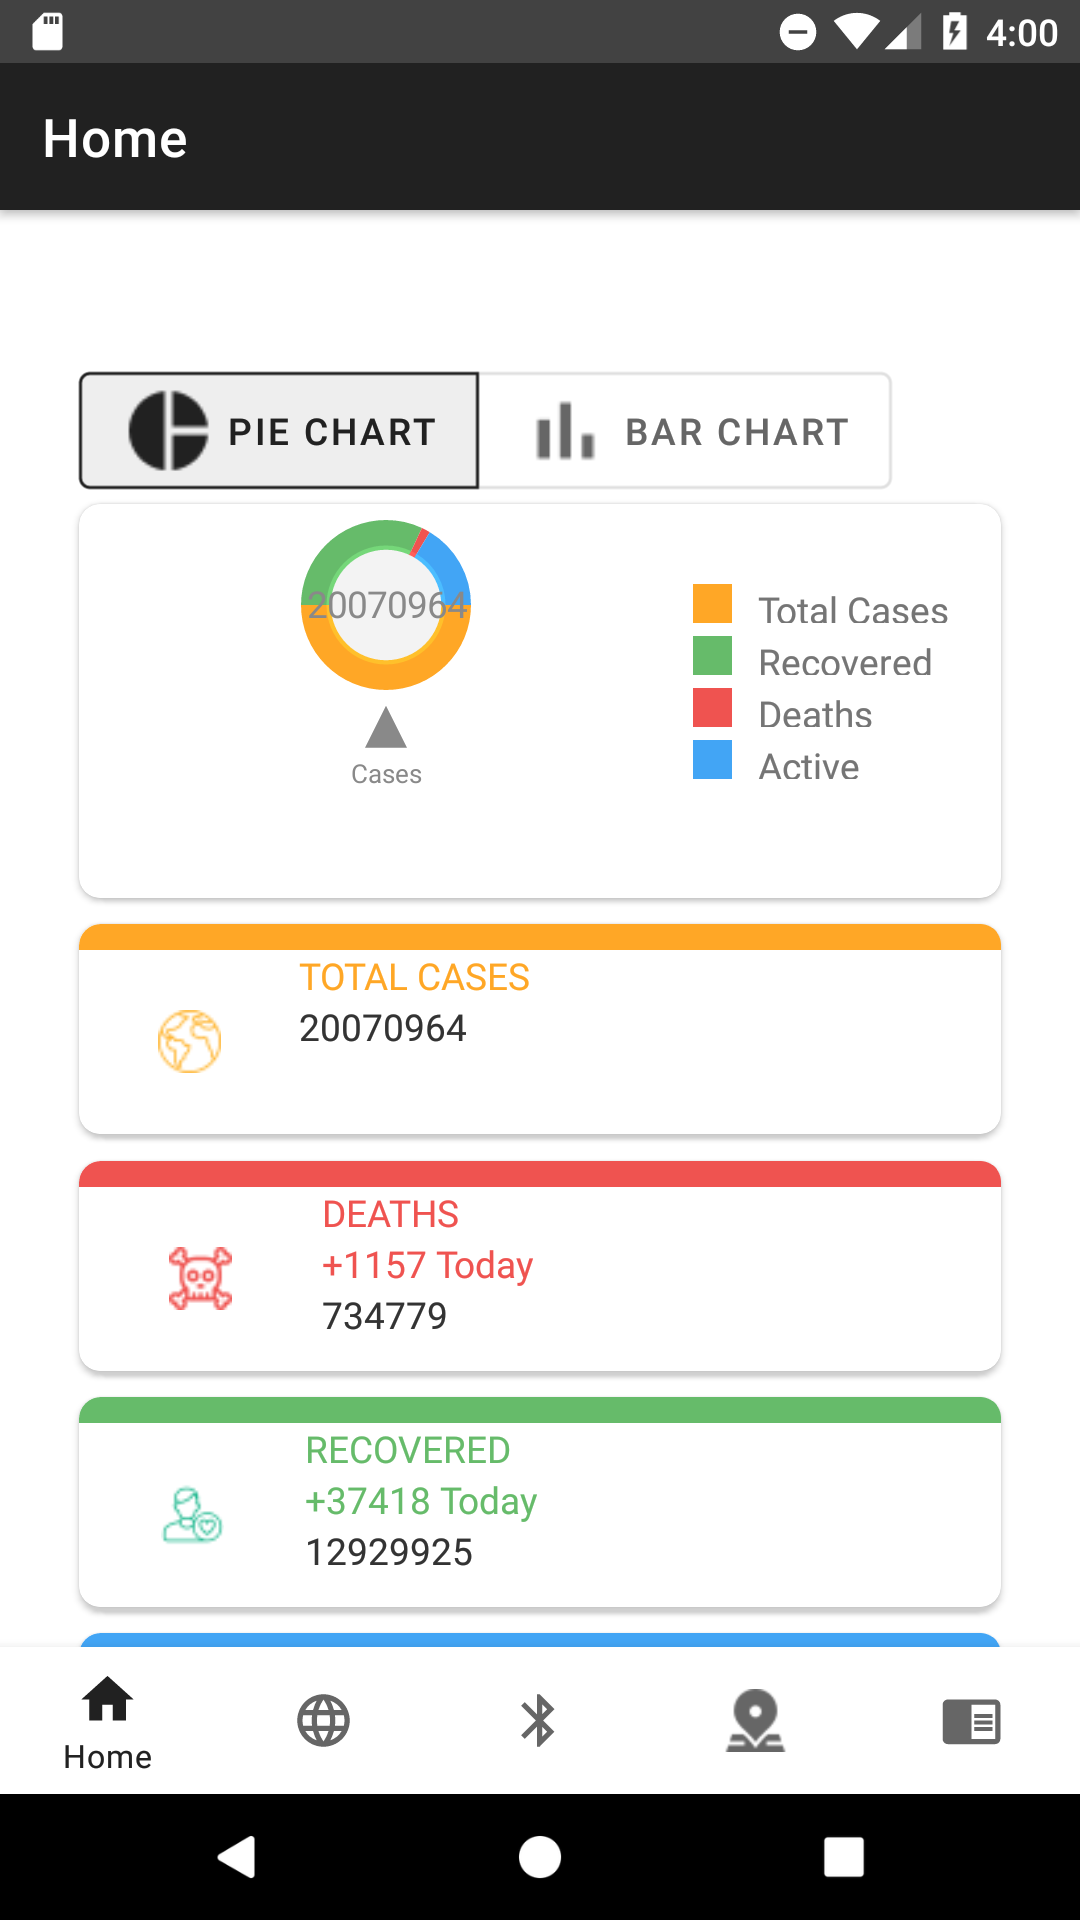 4:00
Home
PIE CHART
BAR CHART
20070964
Cases
Total Cases
Recovered
Deaths
Active
TOTAL CASES
20070964
DEATHS
+1157 Today
734779
RECOVERED
+37418 Today
12929925
Home